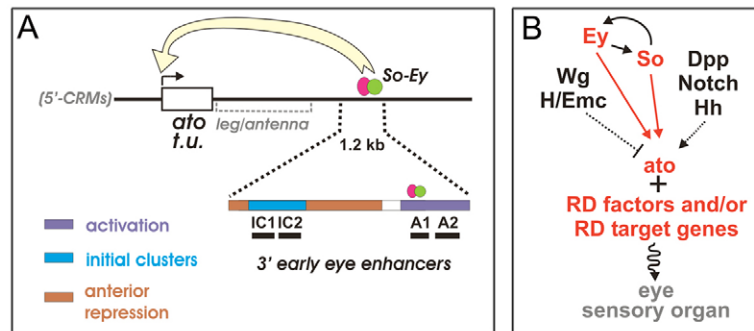 A
So-Ey
(5'-CRMs)
ato
t.u.
leg/antenna
1.2 kb
IC1 IC2
A1 A2
activation
initial clusters
anterior
repression
3' early eye enhancers
B
Ey
So
Wg
H/Emc
Dpp
Notch
Hh
ato
+
RD factors and/or
RD target genes
eye
sensory organ